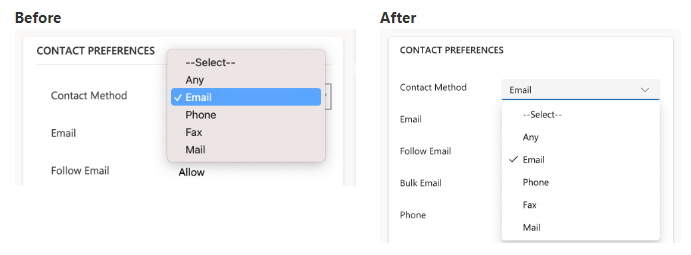 Before
CONTACT PREFERENCES
Contact Method
--Select--
Any
✓ Email
Phone
Fax
Mail
Email
Follow Email
Allow
After
CONTACT PREFERENCES
Contact Method
Email
--Select--
Any
✓ Email
Phone
Fax
Mail
Email
Follow Email
Bulk Email
Phone